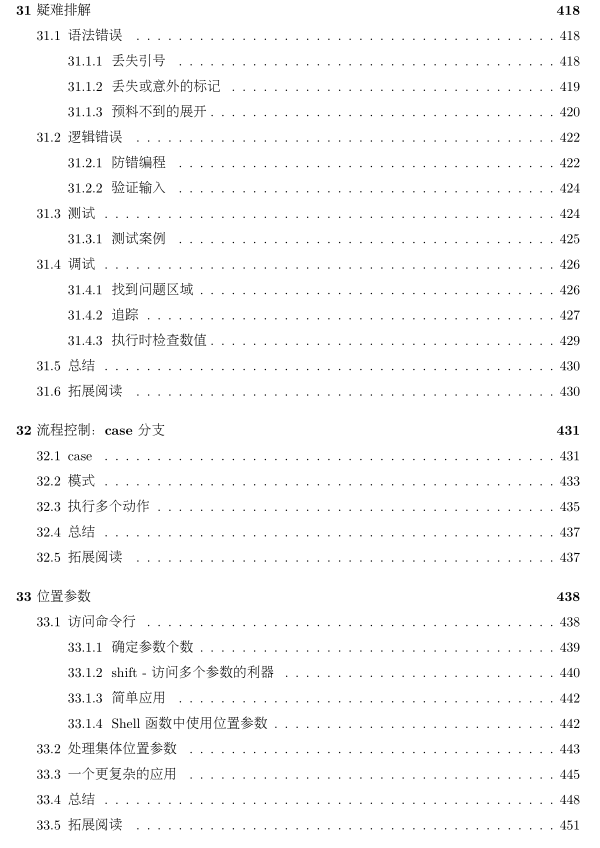 31 疑难排解 418
31.1 语法错误 . . . . . . . . . . . . . . . . . . . . . . . . . . . . . . . . . . . . . . . . 418
31.1.1 丢失引号 . . . . . . . . . . . . . . . . . . . . . . . . . . . . . . . . . . . . 418
31.1.2 丢失或意外的标记 . . . . . . . . . . . . . . . . . . . . . . . . . . . . . . . 419
31.1.3 预料不到的展开 . . . . . . . . . . . . . . . . . . . . . . . . . . . . . . . . . 420
31.2 逻辑错误 . . . . . . . . . . . . . . . . . . . . . . . . . . . . . . . . . . . . . . . . 422
31.2.1 防错编程 . . . . . . . . . . . . . . . . . . . . . . . . . . . . . . . . . . . . 422
31.2.2 验证输入 . . . . . . . . . . . . . . . . . . . . . . . . . . . . . . . . . . . . 424
31.3 测试 . . . . . . . . . . . . . . . . . . . . . . . . . . . . . . . . . . . . . . . . . . . 424
31.3.1 测试案例 . . . . . . . . . . . . . . . . . . . . . . . . . . . . . . . . . . . . 425
31.4 调试 . . . . . . . . . . . . . . . . . . . . . . . . . . . . . . . . . . . . . . . . . . . 426
31.4.1 找到问题区域 . . . . . . . . . . . . . . . . . . . . . . . . . . . . . . . . . . 426
31.4.2 追踪 . . . . . . . . . . . . . . . . . . . . . . . . . . . . . . . . . . . . . . . 427
31.4.3 执行时检查数值 . . . . . . . . . . . . . . . . . . . . . . . . . . . . . . . . . 429
31.5 总结 . . . . . . . . . . . . . . . . . . . . . . . . . . . . . . . . . . . . . . . . . . . 430
31.6 拓展阅读 . . . . . . . . . . . . . . . . . . . . . . . . . . . . . . . . . . . . . . . . 430
32 流程控制：case 分支 431
32.1 case . . . . . . . . . . . . . . . . . . . . . . . . . . . . . . . . . . . . . . . . . . . 431
32.2 模式 . . . . . . . . . . . . . . . . . . . . . . . . . . . . . . . . . . . . . . . . . . . 433
32.3 执行多个动作 . . . . . . . . . . . . . . . . . . . . . . . . . . . . . . . . . . . . . . 435
32.4 总结 . . . . . . . . . . . . . . . . . . . . . . . . . . . . . . . . . . . . . . . . . . . 437
32.5 拓展阅读 . . . . . . . . . . . . . . . . . . . . . . . . . . . . . . . . . . . . . . . . 437
33 位置参数 438
33.1 访问命令行 . . . . . . . . . . . . . . . . . . . . . . . . . . . . . . . . . . . . . . . 438
33.1.1 确定参数个数 . . . . . . . . . . . . . . . . . . . . . . . . . . . . . . . . . . 439
33.1.2 shift - 访问多个参数的利器 . . . . . . . . . . . . . . . . . . . . . . . . . . 440
33.1.3 简单应用 . . . . . . . . . . . . . . . . . . . . . . . . . . . . . . . . . . . . 442
33.1.4 Shell 函数中使用位置参数 . . . . . . . . . . . . . . . . . . . . . . . . . . . 442
33.2 处理集体位置参数 . . . . . . . . . . . . . . . . . . . . . . . . . . . . . . . . . . . 443
33.3 一个更复杂的应用 . . . . . . . . . . . . . . . . . . . . . . . . . . . . . . . . . . . 445
33.4 总结 . . . . . . . . . . . . . . . . . . . . . . . . . . . . . . . . . . . . . . . . . . . 448
33.5 拓展阅读 . . . . . . . . . . . . . . . . . . . . . . . . . . . . . . . . . . . . . . . . 451